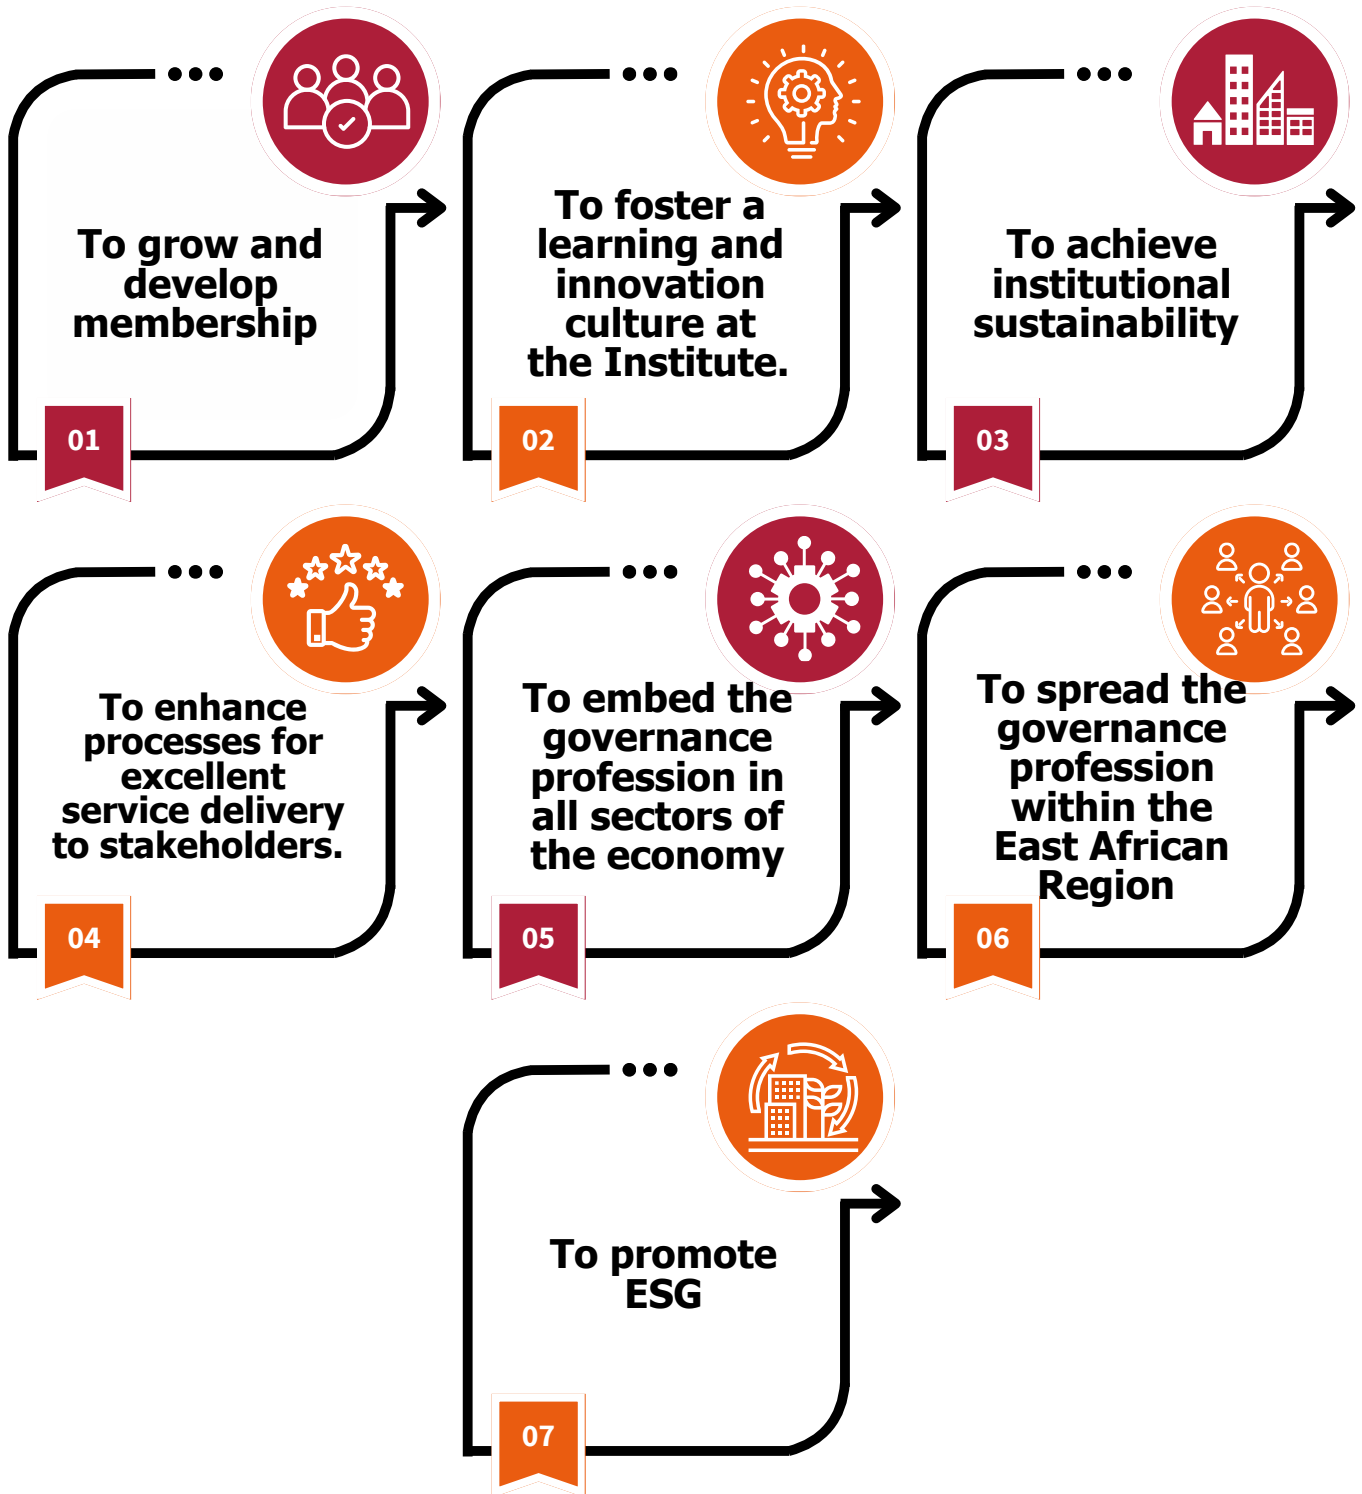 To grow and
develop
membership
01
To foster a
learning and
innovation
culture at
the Institute.
02
To achieve
institutional
sustainability
03
To enhance
processes for
excellent
service delivery
to stakeholders.
04
To embed the
governance
profession in
all sectors of
the economy
05
To spread the
governance
profession
within the
East African
Region
06
To promote
ESG
07